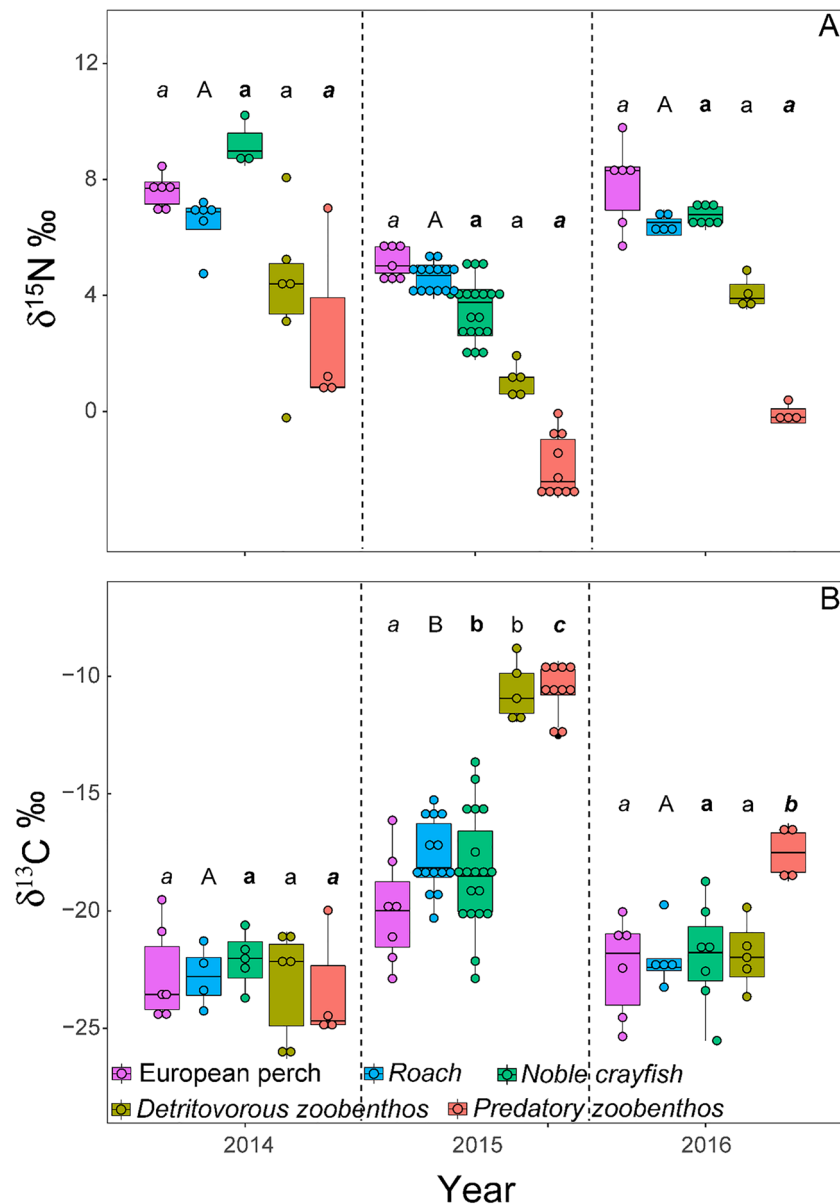 A
12
a A a a a
a A a a a
8
a A a a a
4
0
δ15N ‰
B
a B b b c
−10
−15
a A a a b
a A a a a
−20
−25
δ13C ‰
European perch Roach Noble crayfish
Detritovorous zoobenthos Predatory zoobenthos
2014 2015 2016
Year